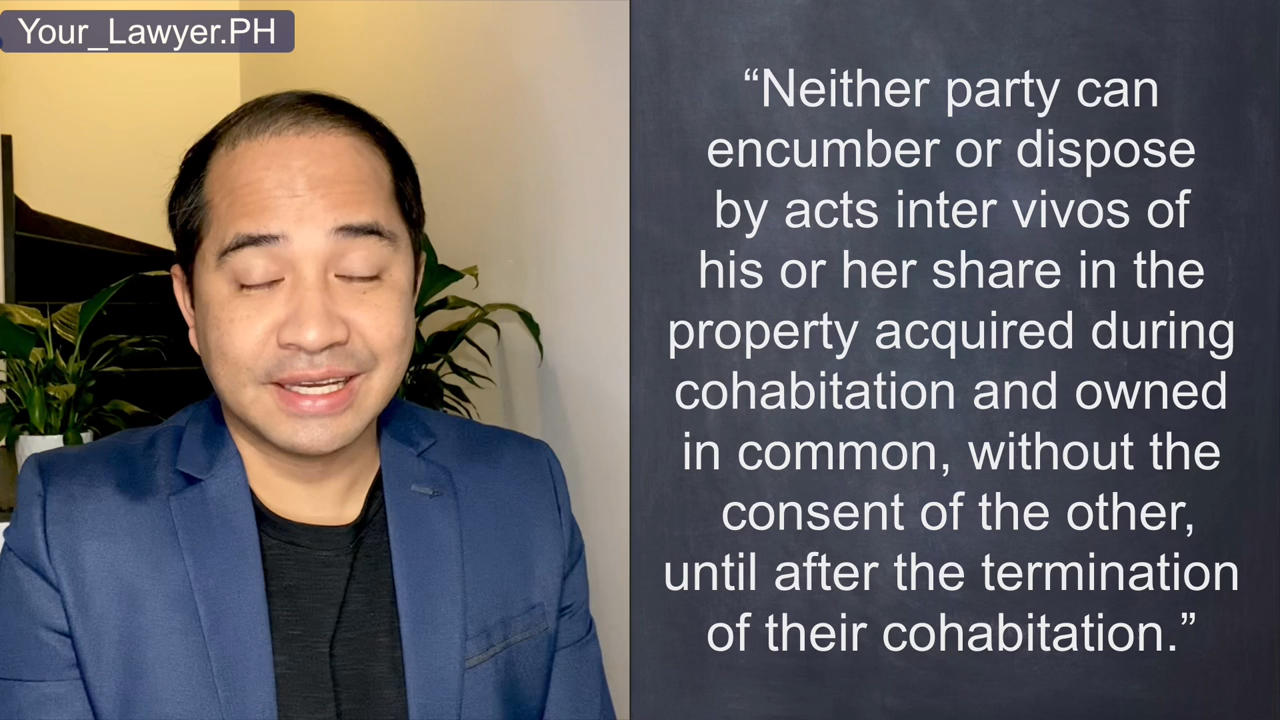 Your_Lawyer.PH
“Neither party can
encumber or dispose
by acts inter vivos of
his or her share in the
property acquired during
cohabitation and owned
in common, without the
consent of the other,
until after the termination
of their cohabitation.”